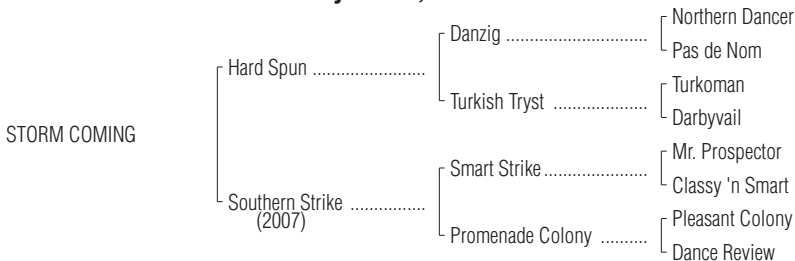 Northern Dancer
Danzig ..............................
Pas de Nom
Hard Spun ........................
Turkoman
Turkish Tryst ....................
Darbyvail
STORM COMING
Mr. Prospector
Smart Strike......................
Classy 'n Smart
Southern Strike ................
(2007)
Pleasant Colony
Promenade Colony ..........
Dance Review